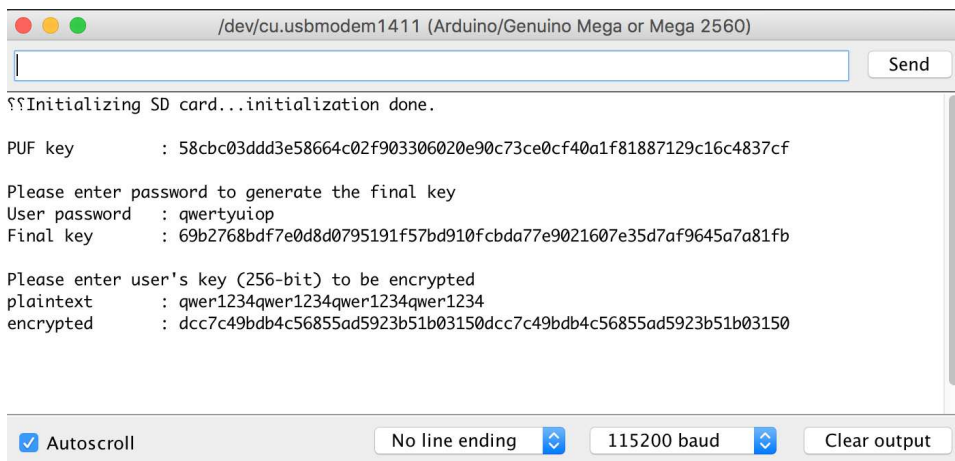 /dev/cu.usbmodem1411 (Arduino/Genuino Mega or Mega 2560)
Send
⸮⸮Initializing SD card...initialization done.
PUF key : 58cbc03ddd3e58664c02f903306020e90c73ce0cf40a1f81887129c16c4837cf
Please enter password to generate the final key
User password : qwertyuiop
Final key : 69b2768bdf7e0d8d0795191f57bd910fcbda77e9021607e35d7af9645a7a81fb
Please enter user's key (256-bit) to be encrypted
plaintext : qwer1234qwer1234qwer1234qwer1234
encrypted : dcc7c49bdb4c56855ad5923b51b03150dcc7c49bdb4c56855ad5923b51b03150
Autoscroll
No line ending
115200 baud
Clear output